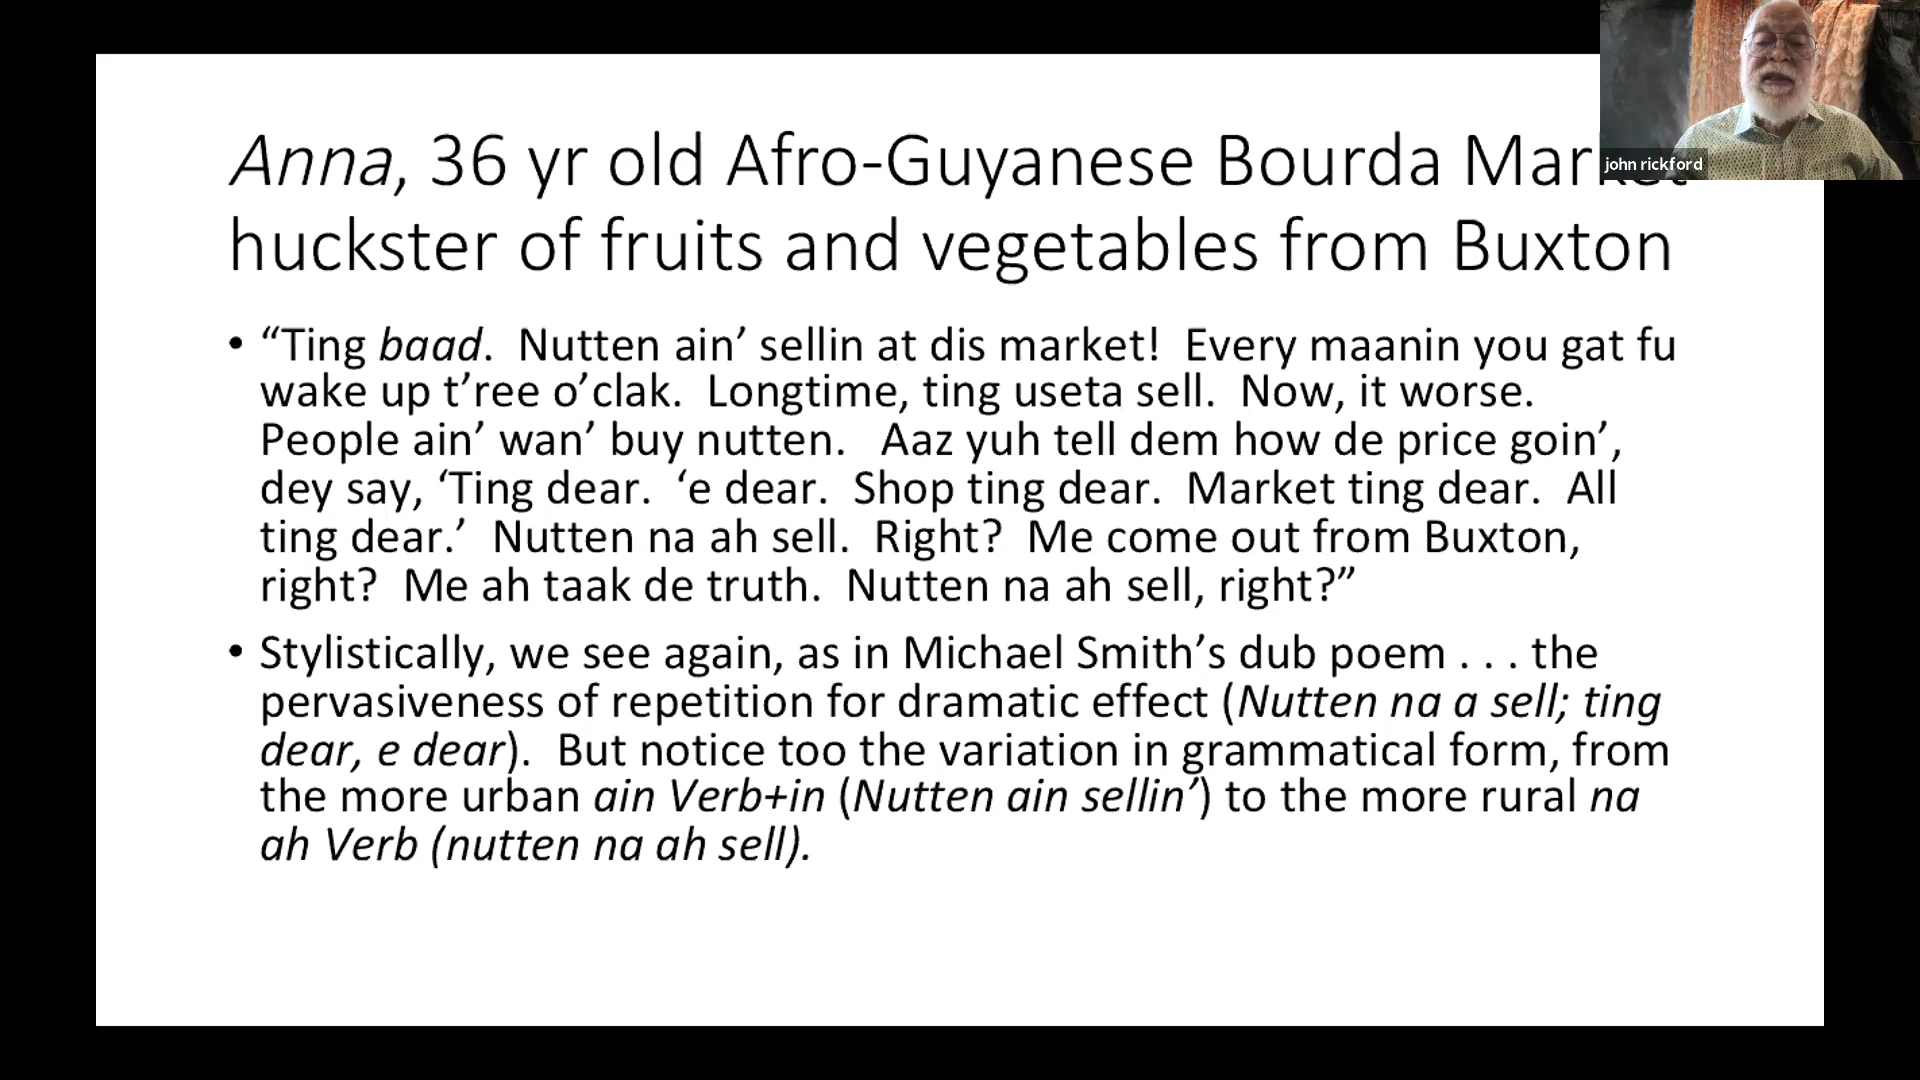 Anna, 36 yr old Afro-Guyanese Bourda Market
john rickford
huckster of fruits and vegetables from Buxton
• “Ting baad.  Nutten ain’ sellin at dis market!  Every maanin you gat fu
wake up t’ree o’clak.  Longtime, ting useta sell.  Now, it worse.
People ain’ wan’ buy nutten.   Aaz yuh tell dem how de price goin’,
dey say, ‘Ting dear.  ‘e dear.  Shop ting dear.  Market ting dear.  All
ting dear.’  Nutten na ah sell.  Right?  Me come out from Buxton,
right?  Me ah taak de truth.  Nutten na ah sell, right?”
• Stylistically, we see again, as in Michael Smith’s dub poem . . . the
pervasiveness of repetition for dramatic effect (Nutten na a sell; ting
dear, e dear).  But notice too the variation in grammatical form, from
the more urban ain Verb+in (Nutten ain sellin’) to the more rural na
ah Verb (nutten na ah sell).